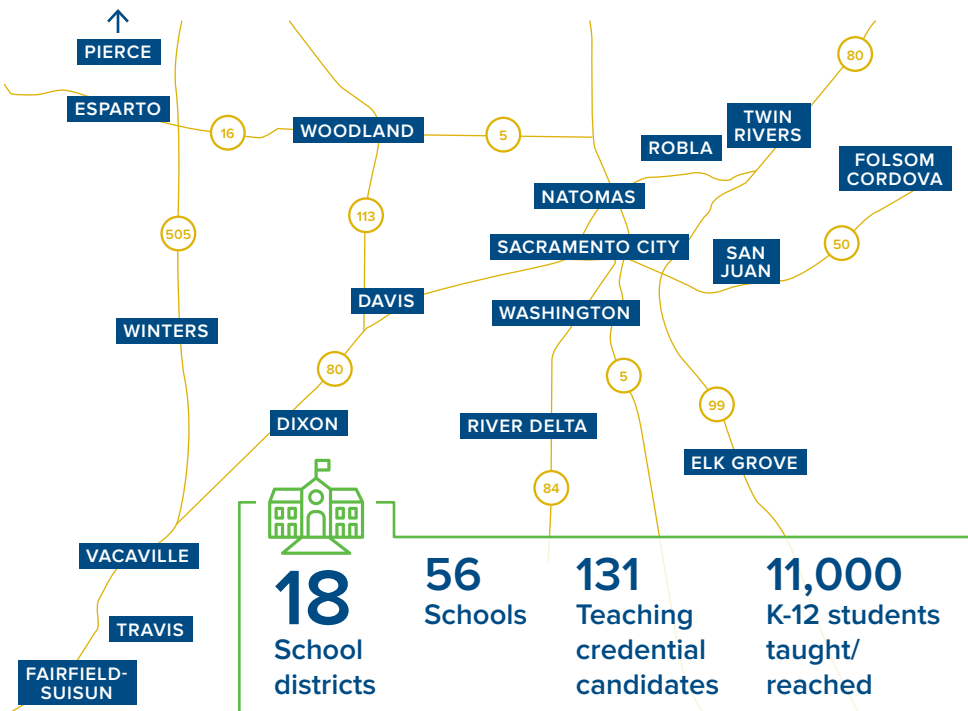 PIERCE
80
ESPARTO
TWIN
RIVERS
16
WOODLAND
5
ROBLA
FOLSOM
CORDOVA
NATOMAS
113
505
SACRAMENTO CITY
50
SAN
JUAN
DAVIS
WASHINGTON
WINTERS
80
5
99
DIXON
RIVER DELTA
ELK GROVE
84
VACAVILLE
TRAVIS
FAIRFIELD-
SUISUN
18
School
districts
56
Schools
131
Teaching
credential
candidates
11,000
K-12 students
taught/
reached